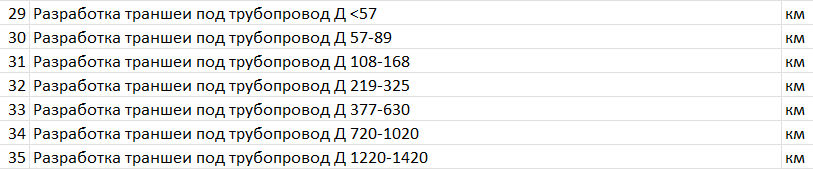 29 Разработка траншеи под трубопровод Д <57 км
30 Разработка траншеи под трубопровод Д 57-89 км
31 Разработка траншеи под трубопровод Д 108-168 км
32 Разработка траншеи под трубопровод Д 219-325 км
33 Разработка траншеи под трубопровод Д 377-630 км
34 Разработка траншеи под трубопровод Д 720-1020 км
35 Разработка траншеи под трубопровод Д 1220-1420 км